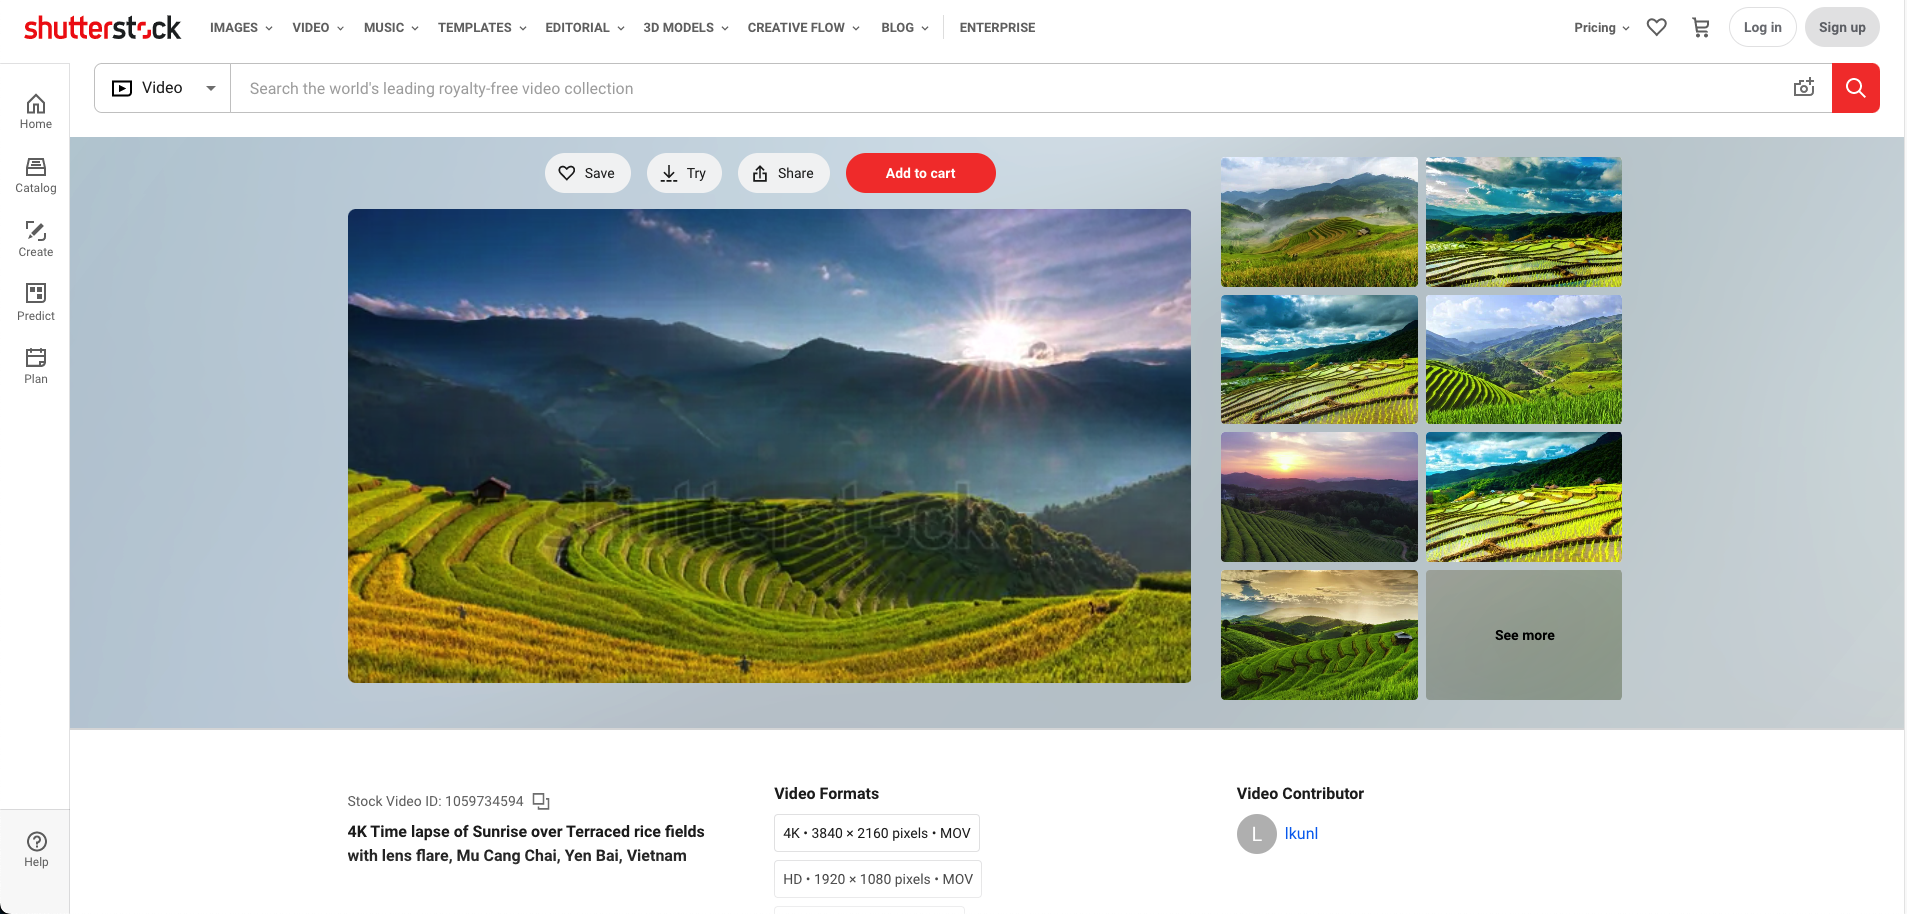 shutterstock
IMAGES
VIDEO
MUSIC
TEMPLATES
EDITORIAL
3D MODELS
CREATIVE FLOW
BLOG
ENTERPRISE
Pricing
Log in
Sign up
Video
Search the world's leading royalty-free video collection
Home
Catalog
Create
Predict
Plan
Help
Save
Try
Share
Add to cart
shutterstock
See more
Stock Video ID: 1059734594
4K Time lapse of Sunrise over Terraced rice fields
with lens flare, Mu Cang Chai, Yen Bai, Vietnam
Video Formats
4K • 3840 × 2160 pixels • MOV
HD • 1920 × 1080 pixels • MOV
Video Contributor
L
lkunl